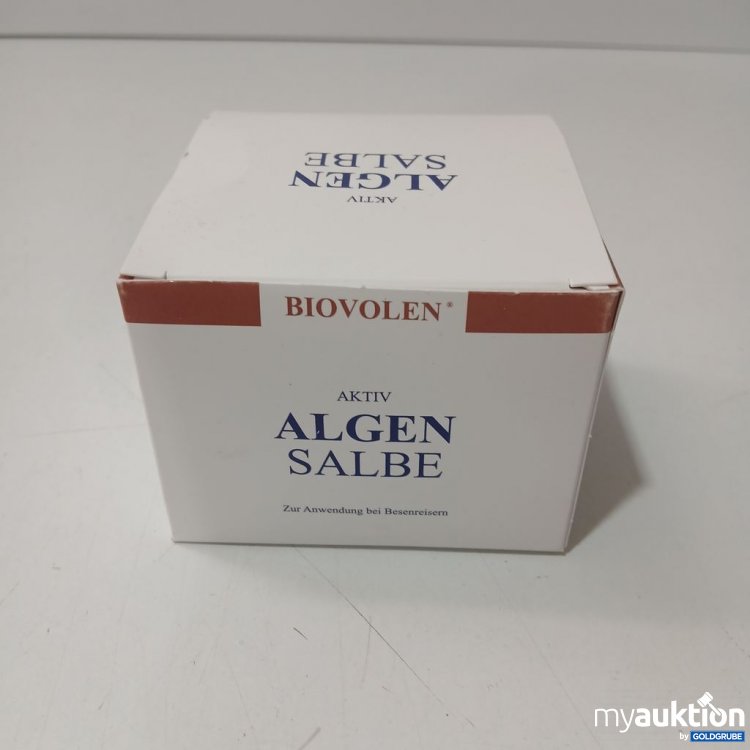 AKTIV
ALGEN
SALBE
BIOVOLEN®
AKTIV
ALGEN
SALBE
Zur Anwendung bei Besenreisern
myauktion
by GOLDGRUBE